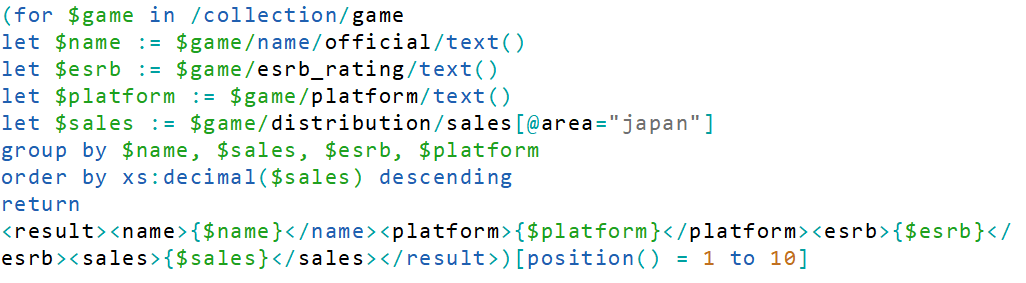 (for $game in /collection/game
let $name := $game/name/official/text()
let $esrb := $game/esrb_rating/text()
let $platform := $game/platform/text()
let $sales := $game/distribution/sales[@area="japan"]
group by $name, $sales, $esrb, $platform
order by xs:decimal($sales) descending
return
<result><name>{$name}</name><platform>{$platform}</platform><esrb>{$esrb}</
esrb><sales>{$sales}</sales></result>)[position() = 1 to 10]